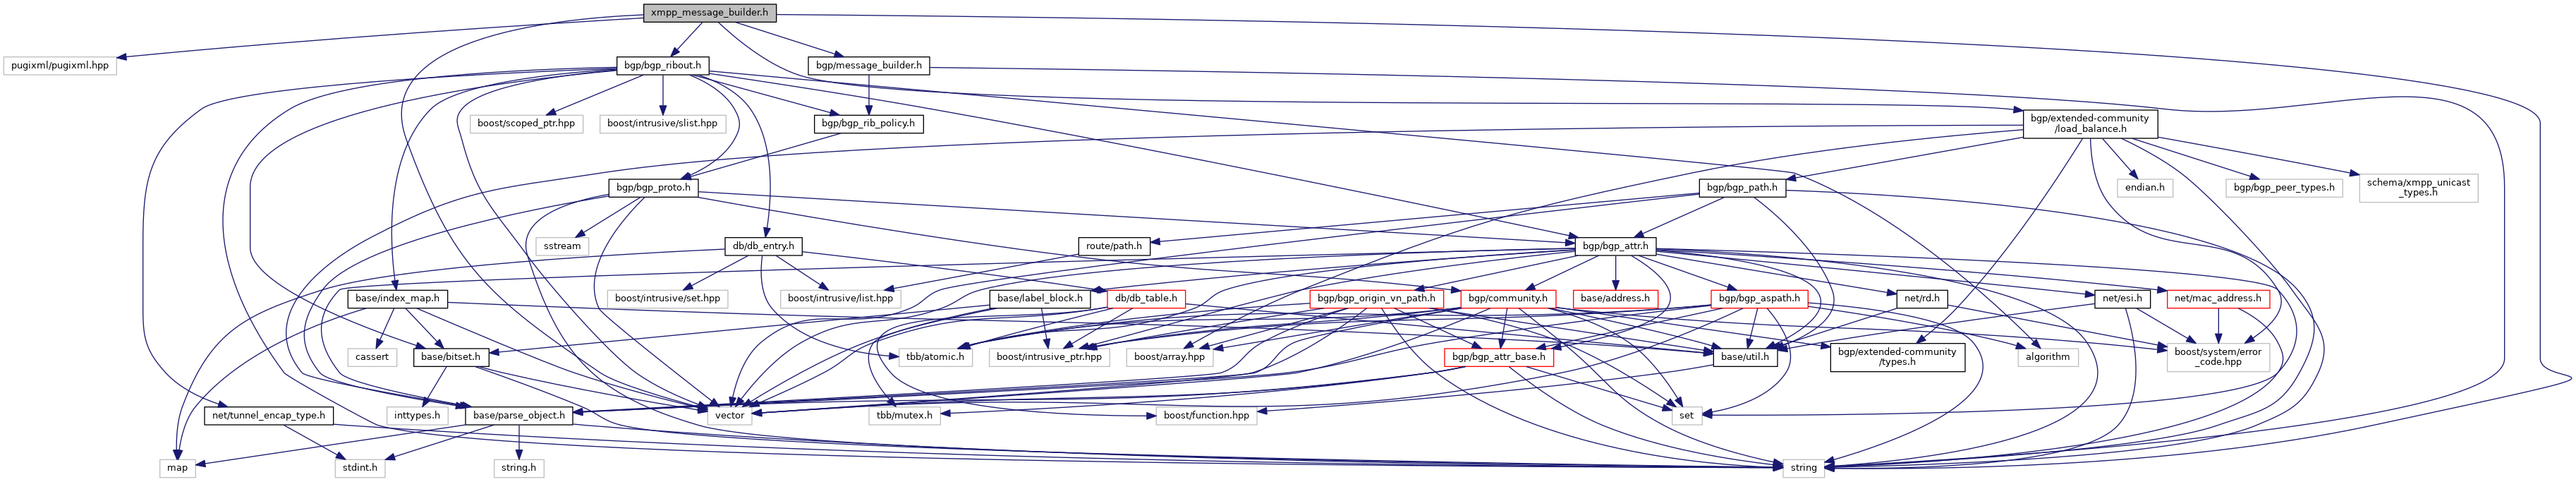 xmpp_message_builder.h
pugixml/pugixml.hpp
bgp/bgp_ribout.h
bgp/message_builder.h
boost/scoped_ptr.hpp
boost/intrusive/slist.hpp
bgp/bgp_rib_policy.h
bgp/extended-community
/load_balance.h
bgp/bgp_proto.h
bgp/bgp_path.h
endian.h
bgp/bgp_peer_types.h
schema/xmpp_unicast
_types.h
sstream
db/db_entry.h
route/path.h
bgp/bgp_attr.h
base/index_map.h
boost/intrusive/set.hpp
boost/intrusive/list.hpp
db/db_table.h
base/label_block.h
bgp/bgp_origin_vn_path.h
bgp/community.h
base/address.h
bgp/bgp_aspath.h
net/rd.h
net/esi.h
net/mac_address.h
cassert
base/bitset.h
tbb/atomic.h
boost/intrusive_ptr.hpp
boost/array.hpp
bgp/bgp_attr_base.h
base/util.h
bgp/extended-community
/types.h
algorithm
boost/system/error
_code.hpp
net/tunnel_encap_type.h
inttypes.h
base/parse_object.h
vector
tbb/mutex.h
boost/function.hpp
set
map
stdint.h
string.h
string